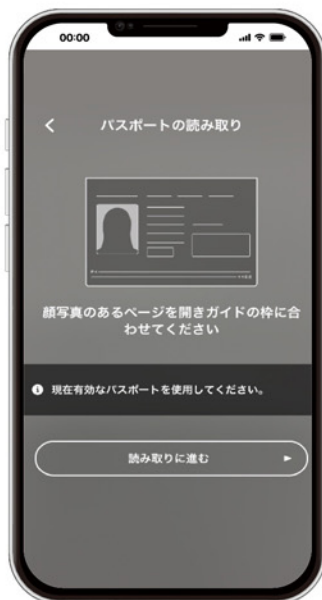 00:00
パスポートの読み取り
顔写真のあるページを開きガイドの枠に合
わせてください
現在有効なパスポートを使用してください。
読み取りに進む